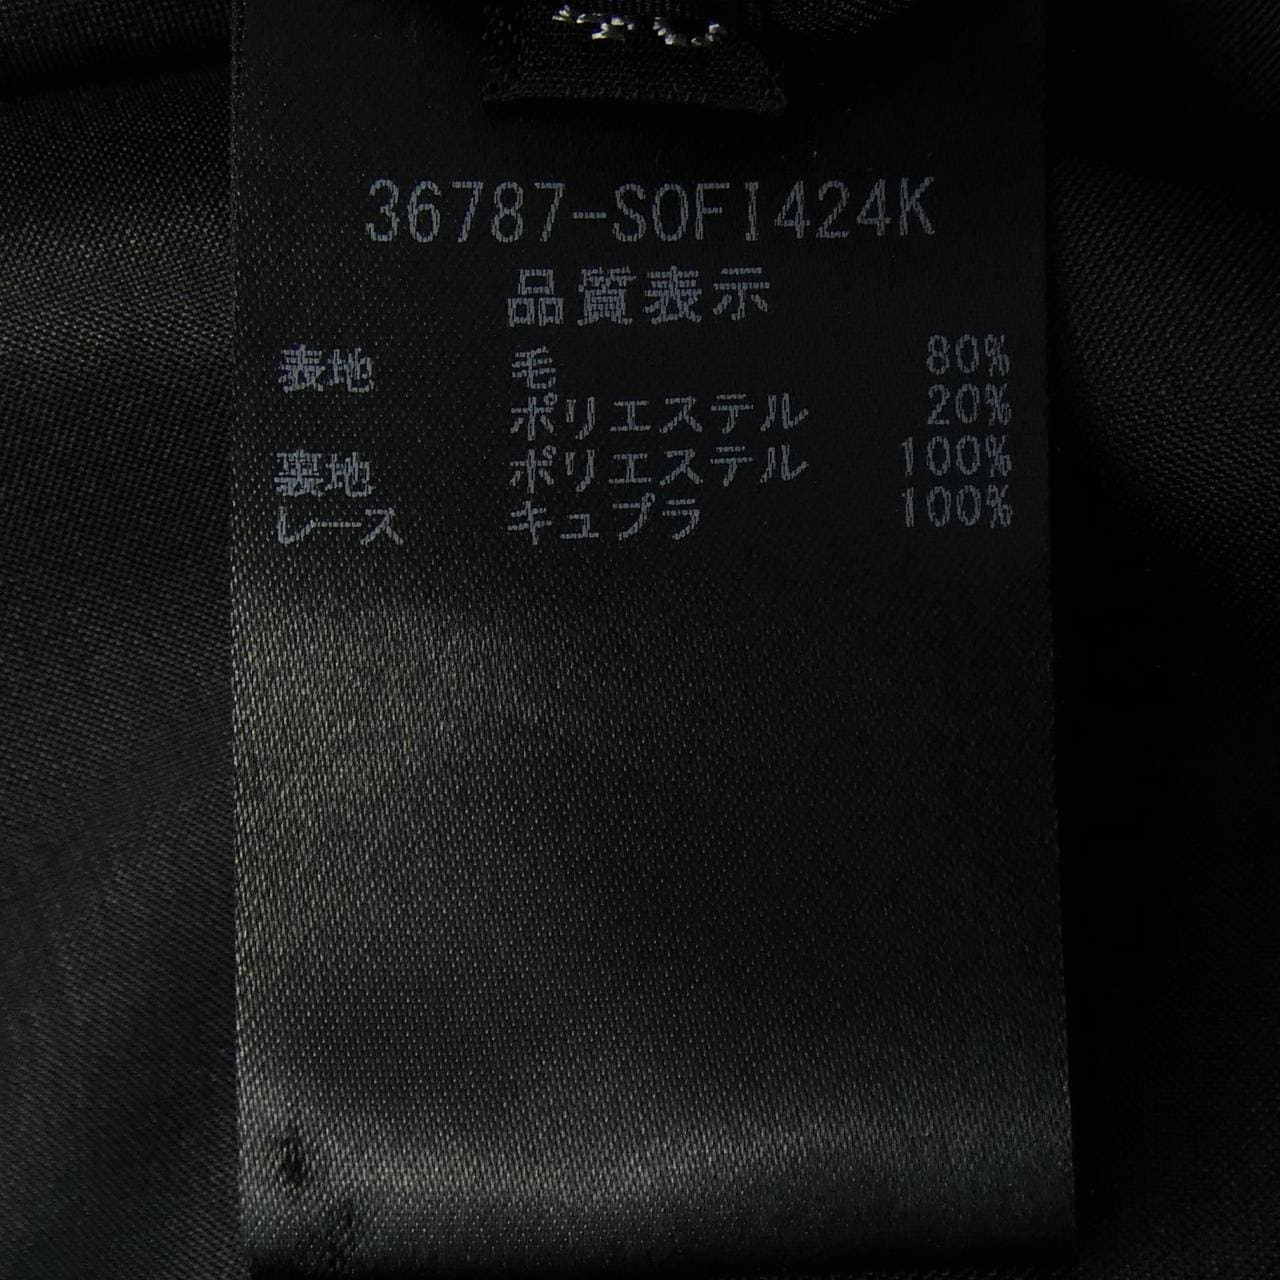 36787-SOFI424K
品質表示
表地 毛 80%
ポリエステル 20%
裏地 ポリエステル 100%
レース キュプラ 100%